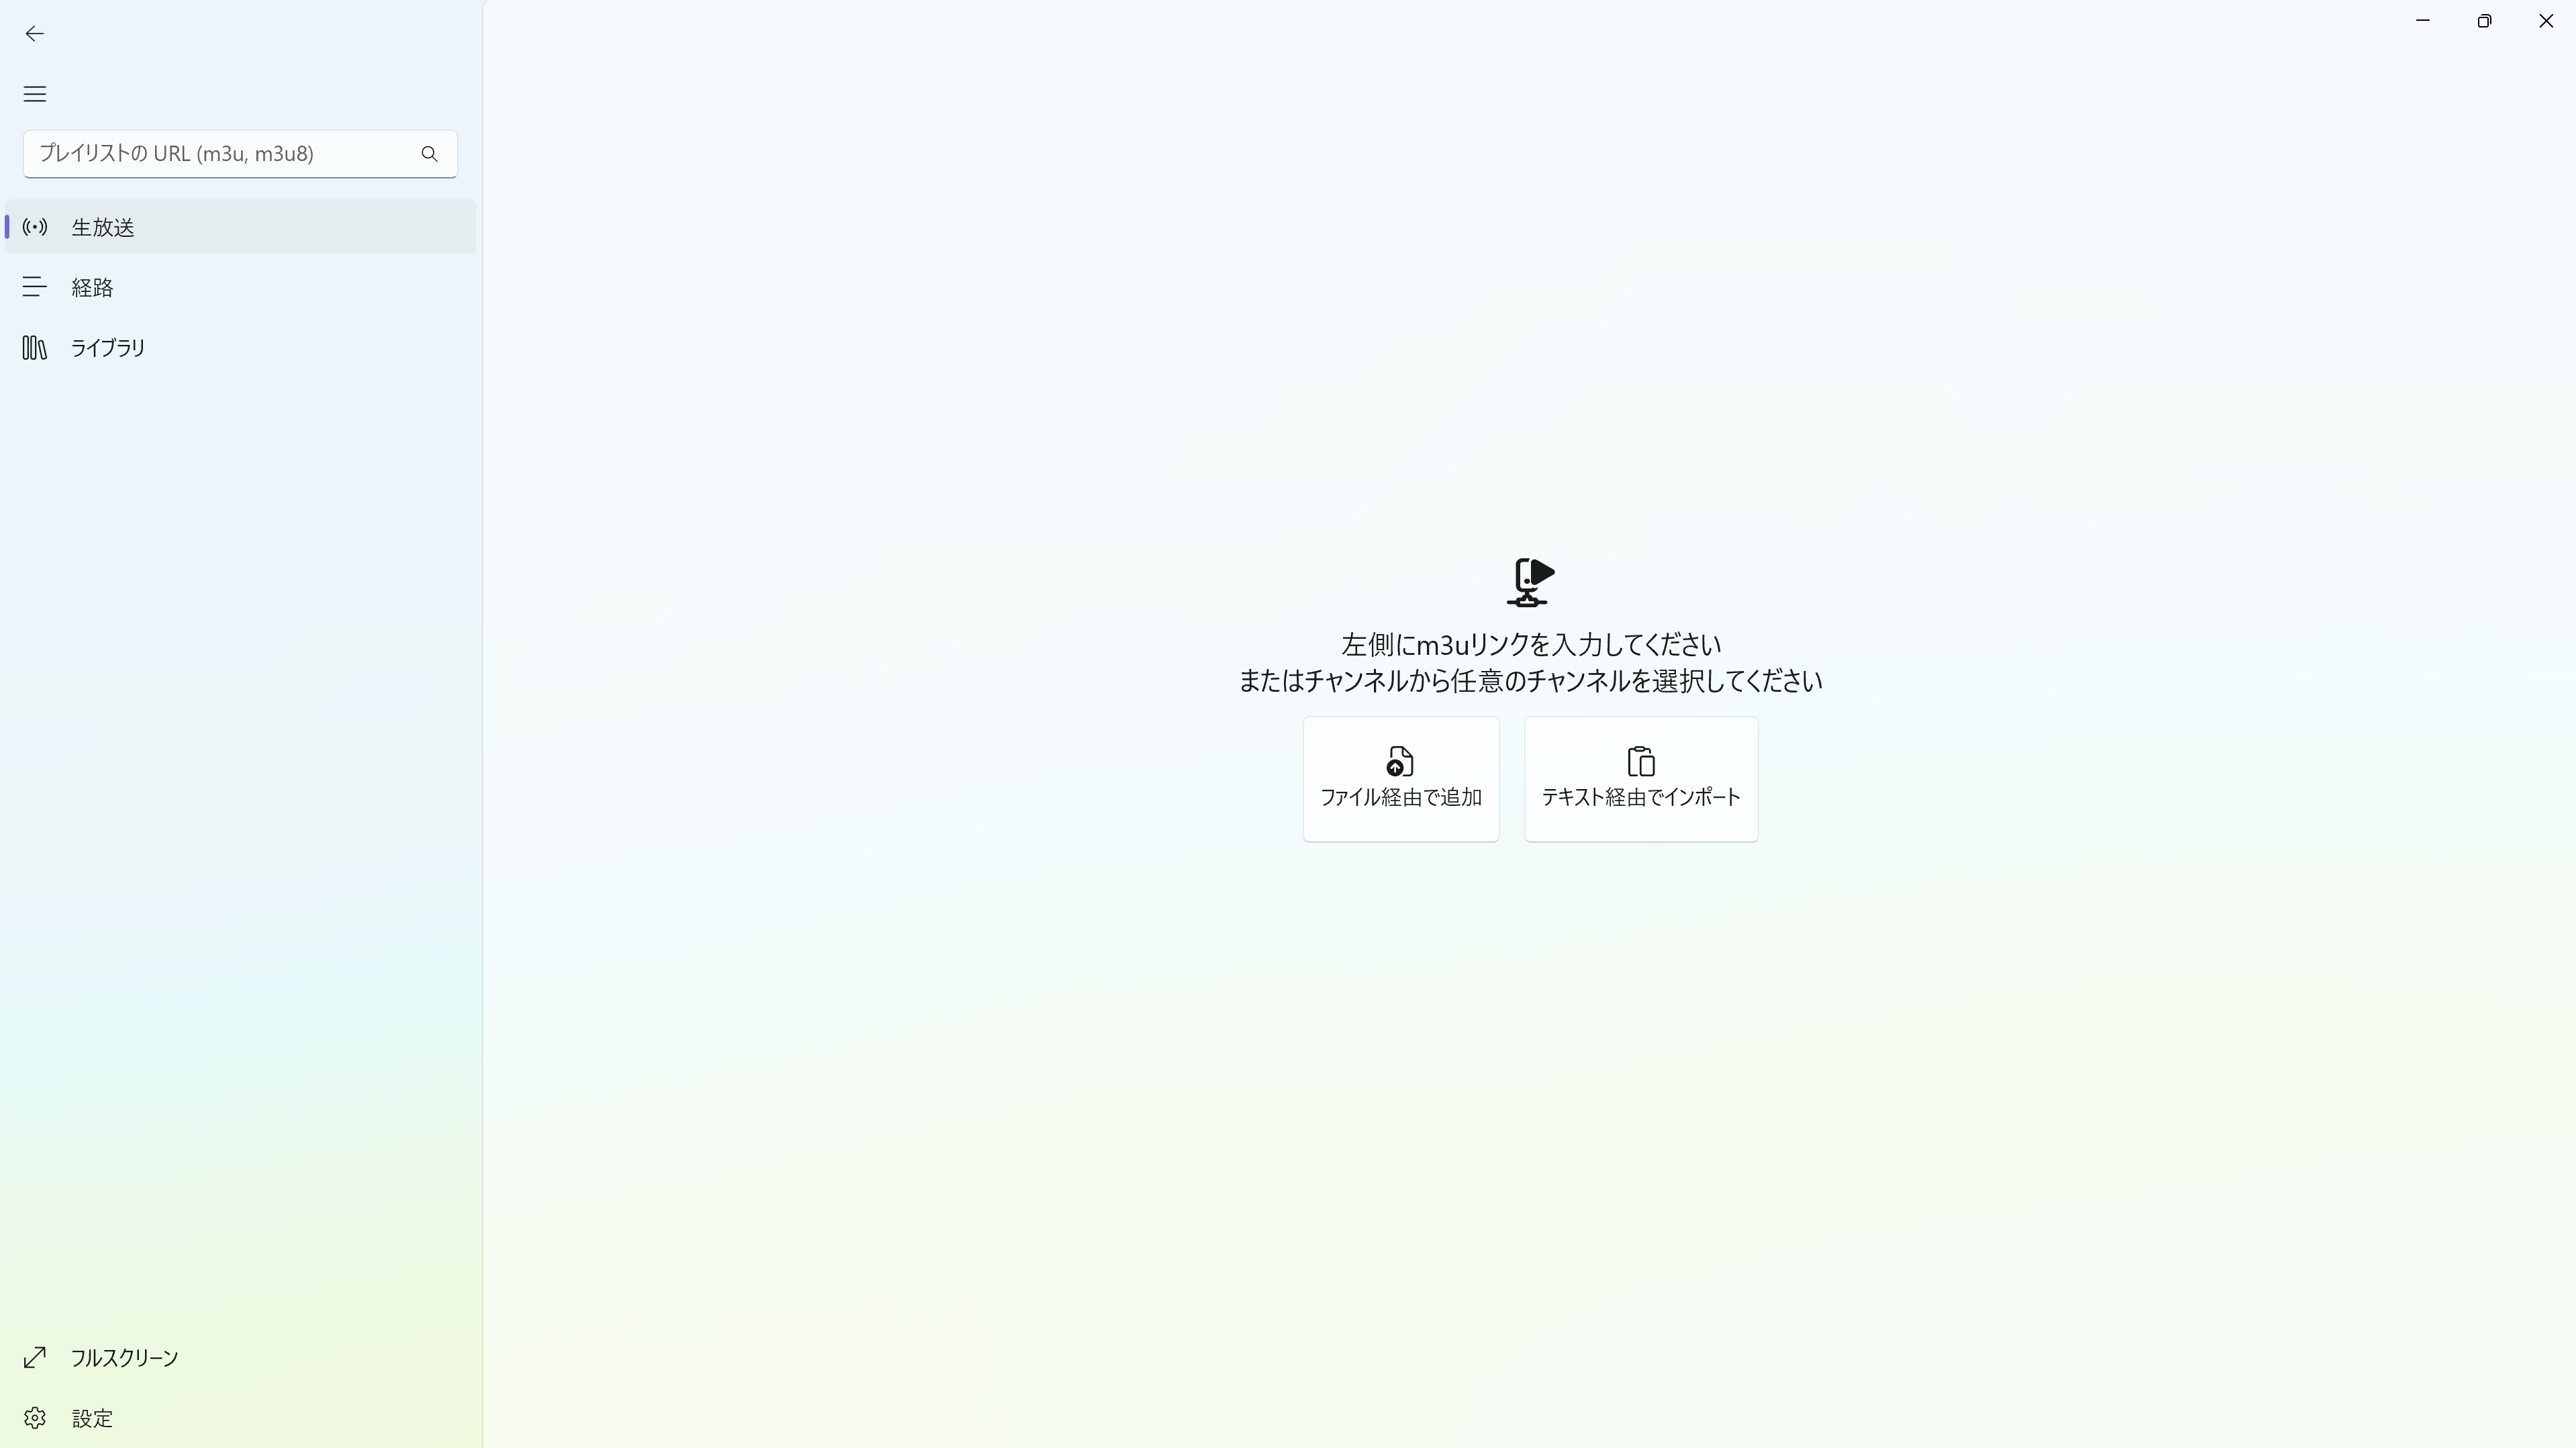 プレイリストの URL (m3u, m3u8)
生放送
経路
ライブラリ
左側にm3uリンクを入力してください
またはチャンネルから任意のチャンネルを選択してください
ファイル経由で追加
テキスト経由でインポート
フルスクリーン
設定